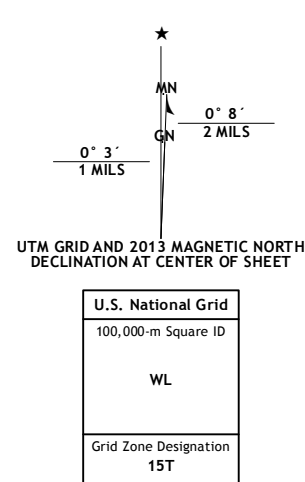 ★
MN
0° 8´
GN
2 MILS
0° 3´
1 MILS
UTM GRID AND 2013 MAGNETIC NORTH
DECLINATION AT CENTER OF SHEET
U.S. National Grid
100,000-m Square ID
WL
Grid Zone Designation
15T